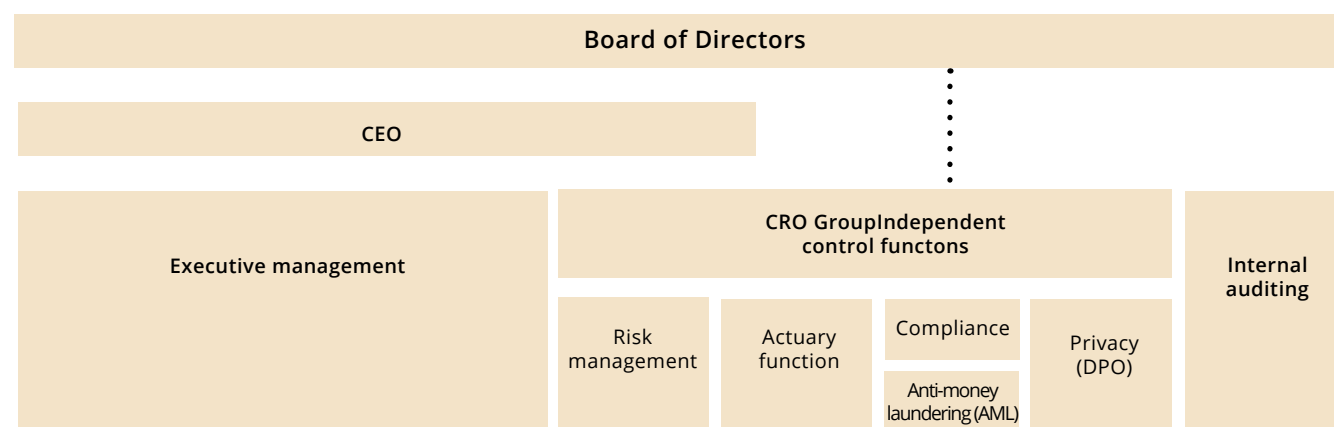 Board of Directors
CEO
Executive management
CRO GroupIndependent
control functons
Internal
auditing
Risk
management
Actuary
function
Compliance
Anti-money
laundering (AML)
Privacy
(DPO)